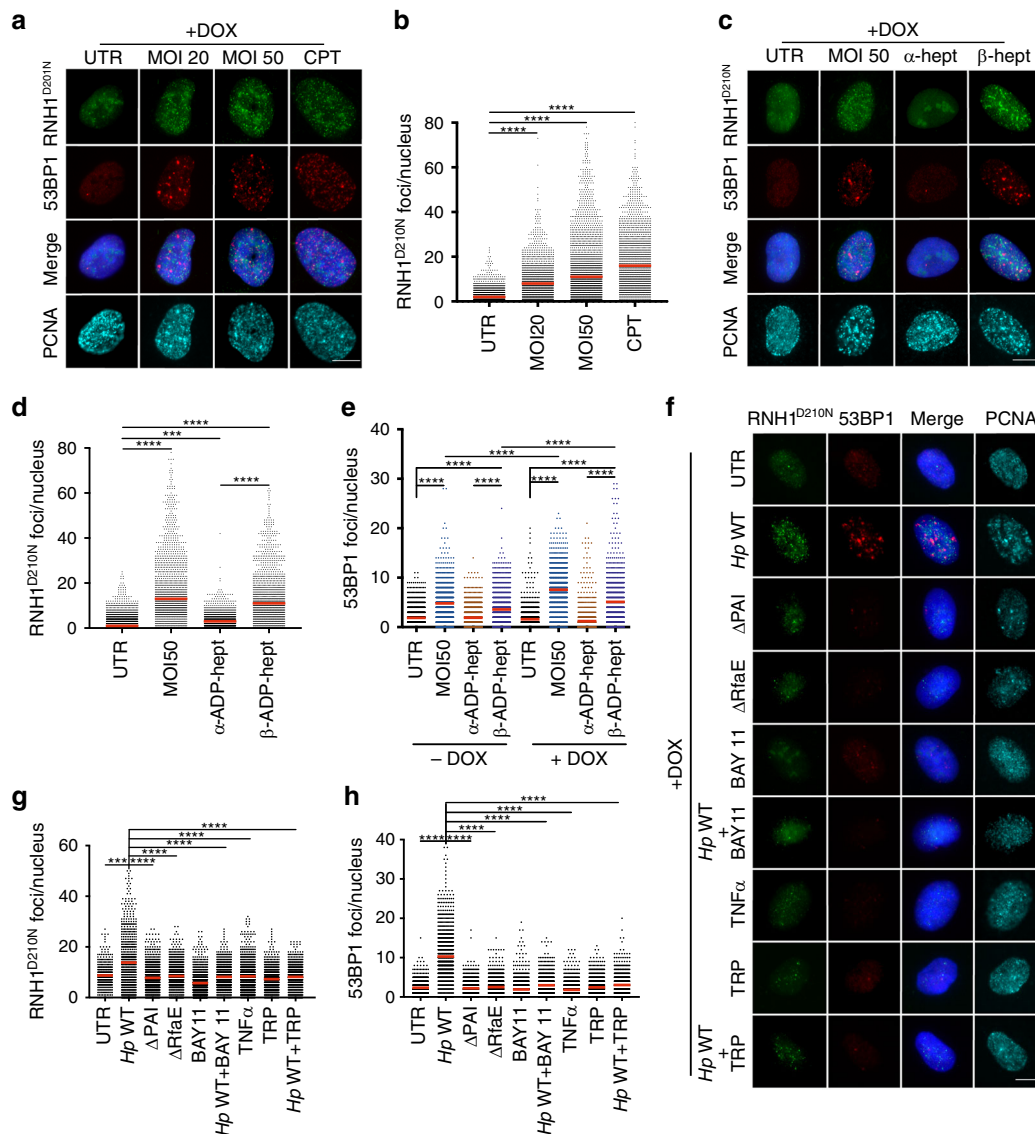 a
+DOX
UTR MOI 20 MOI 50 CPT
RNH1D201N
53BP1
Merge
PCNA
b
RNH1D210N foci/nucleus
80
60
40
20
0
****
****
****
UTR
MOI20
MOI50
CPT
c
+DOX
UTR MOI 50 α-hept β-hept
RNH1D210N
53BP1
Merge
PCNA
d
RNH1D210N foci/nucleus
80
60
40
20
0
****
***
****
****
UTR
MOI50
α-ADP-hept
β-ADP-hept
e
53BP1 foci/nucleus
40
30
20
10
0
****
**** **** **** ****
**** **** **** ****
UTR
MOI50
α-ADP-hept
β-ADP-hept
UTR
MOI50
α-ADP-hept
β-ADP-hept
– DOX + DOX
f
RNH1D210N 53BP1 Merge PCNA
+DOX
UTR
Hp WT
ΔPAI
ΔRfaE
BAY 11
Hp WT + BAY11
TNFα
TRP
Hp WT + TRP
g
RNH1D210N foci/nucleus
60
40
20
0
****
****
****
****
********
UTR
Hp WT
ΔPAI
ΔRfaE
BAY11
Hp WT+BAY 11
TNFα
TRP
Hp WT+TRP
h
53BP1 foci/nucleus
40
30
20
10
0
****
****
****
****
********
UTR
Hp WT
ΔPAI
ΔRfaE
BAY11
Hp WT+BAY 11
TNFα
TRP
Hp WT+TRP